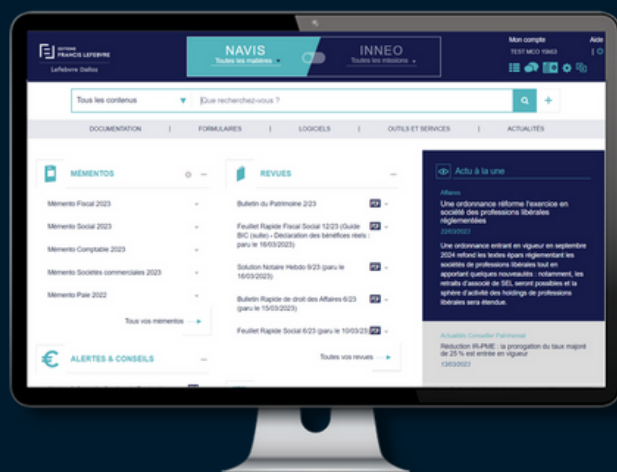 EDITIONS
FRANCIS LEFEBVRE
Lefebvre Dalloz
NAVIS
Toutes les matières
INNEO
Toutes les missions
Mon compte
Aide
TEST MCO 19463
Tous les contenus
Que recherchez-vous ?
DOCUMENTATION | FORMULAIRES | LOGICIELS | OUTILS ET SERVICES | ACTUALITÉS
MÉMENTOS
Mémento Fiscal 2023
Mémento Social 2023
Mémento Comptable 2023
Mémento Sociétés commerciales 2023
Mémento Paie 2022
Tous vos mémentos
ALERTES & CONSEILS
REVUES
Bulletin du Patrimoine 2/23
Feuillet Rapide Fiscal Social 12/23 (Guide
BIC (suite) - Déclaration des bénéfices réels :
paru le 16/03/2023)
Solution Notaire Hebdo 9/23 (paru le
16/03/2023)
Bulletin Rapide de droit des Affaires 6/23
(paru le 15/03/2023)
Feuillet Rapide Social 6/23 (paru le 10/03/23)
Toutes vos revues
Actu à la une
Affaires
Une ordonnance réforme l'exercice en
société des professions libérales
réglementées
22/03/2023
Une ordonnance entrant en vigueur en septembre
2024 refond les textes épars réglementant les
sociétés de professions libérales tout en
apportant quelques nouveautés : notamment, les
retraits d'associé de SEL seront possibles et la
sphère d'activité des holdings de professions
libérales sera étendue.
Actualités Conseiller Patrimonial
Réduction IR-PME : la prorogation du taux majoré
de 25 % est entrée en vigueur
13/03/2023